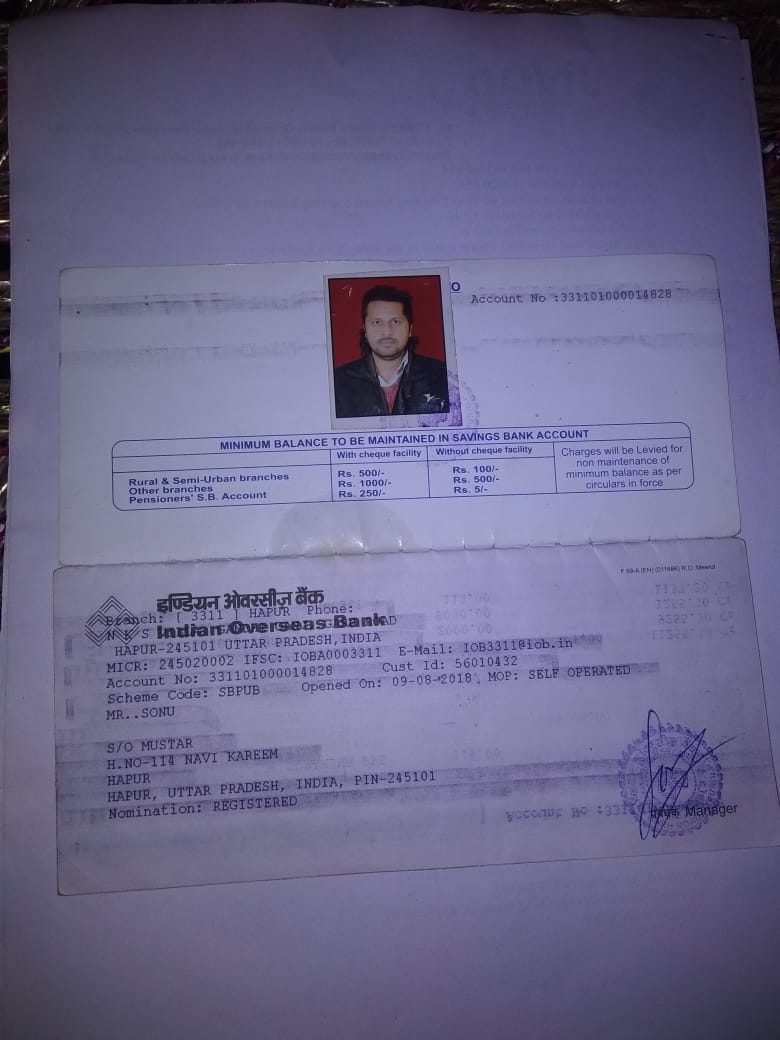 Account No :331101000014828
MINIMUM BALANCE TO BE MAINTAINED IN SAVINGS BANK ACCOUNT
With cheque facility Without cheque facility Charges will be Levied for non maintenance of minimum balance as per circulars in force
Rural & Semi-Urban branches Rs. 500/- Rs. 100/-
Other branches Rs. 1000/- Rs. 500/-
Pensioners' S.B. Account Rs. 250/- Rs. 5/-
इण्डियन ओवरसीज़ बैंक
Branch: [ 3311 ] HAPUR Phone:
Indian Overseas Bank
N K S
HAPUR-245101 UTTAR PRADESH,INDIA
MICR: 245020002 IFSC: IOBA0003311 E-Mail: IOB3311@iob.in
Account No: 331101000014828 Cust Id: 56010432
Scheme Code: SBPUB Opened On: 09-08-2018 MOP: SELF OPERATED
MR..SONU
S/O MUSTAR
H.NO-114 NAVI KAREEM
HAPUR
HAPUR, UTTAR PRADESH, INDIA, PIN-245101
Nomination: REGISTERED
Manager